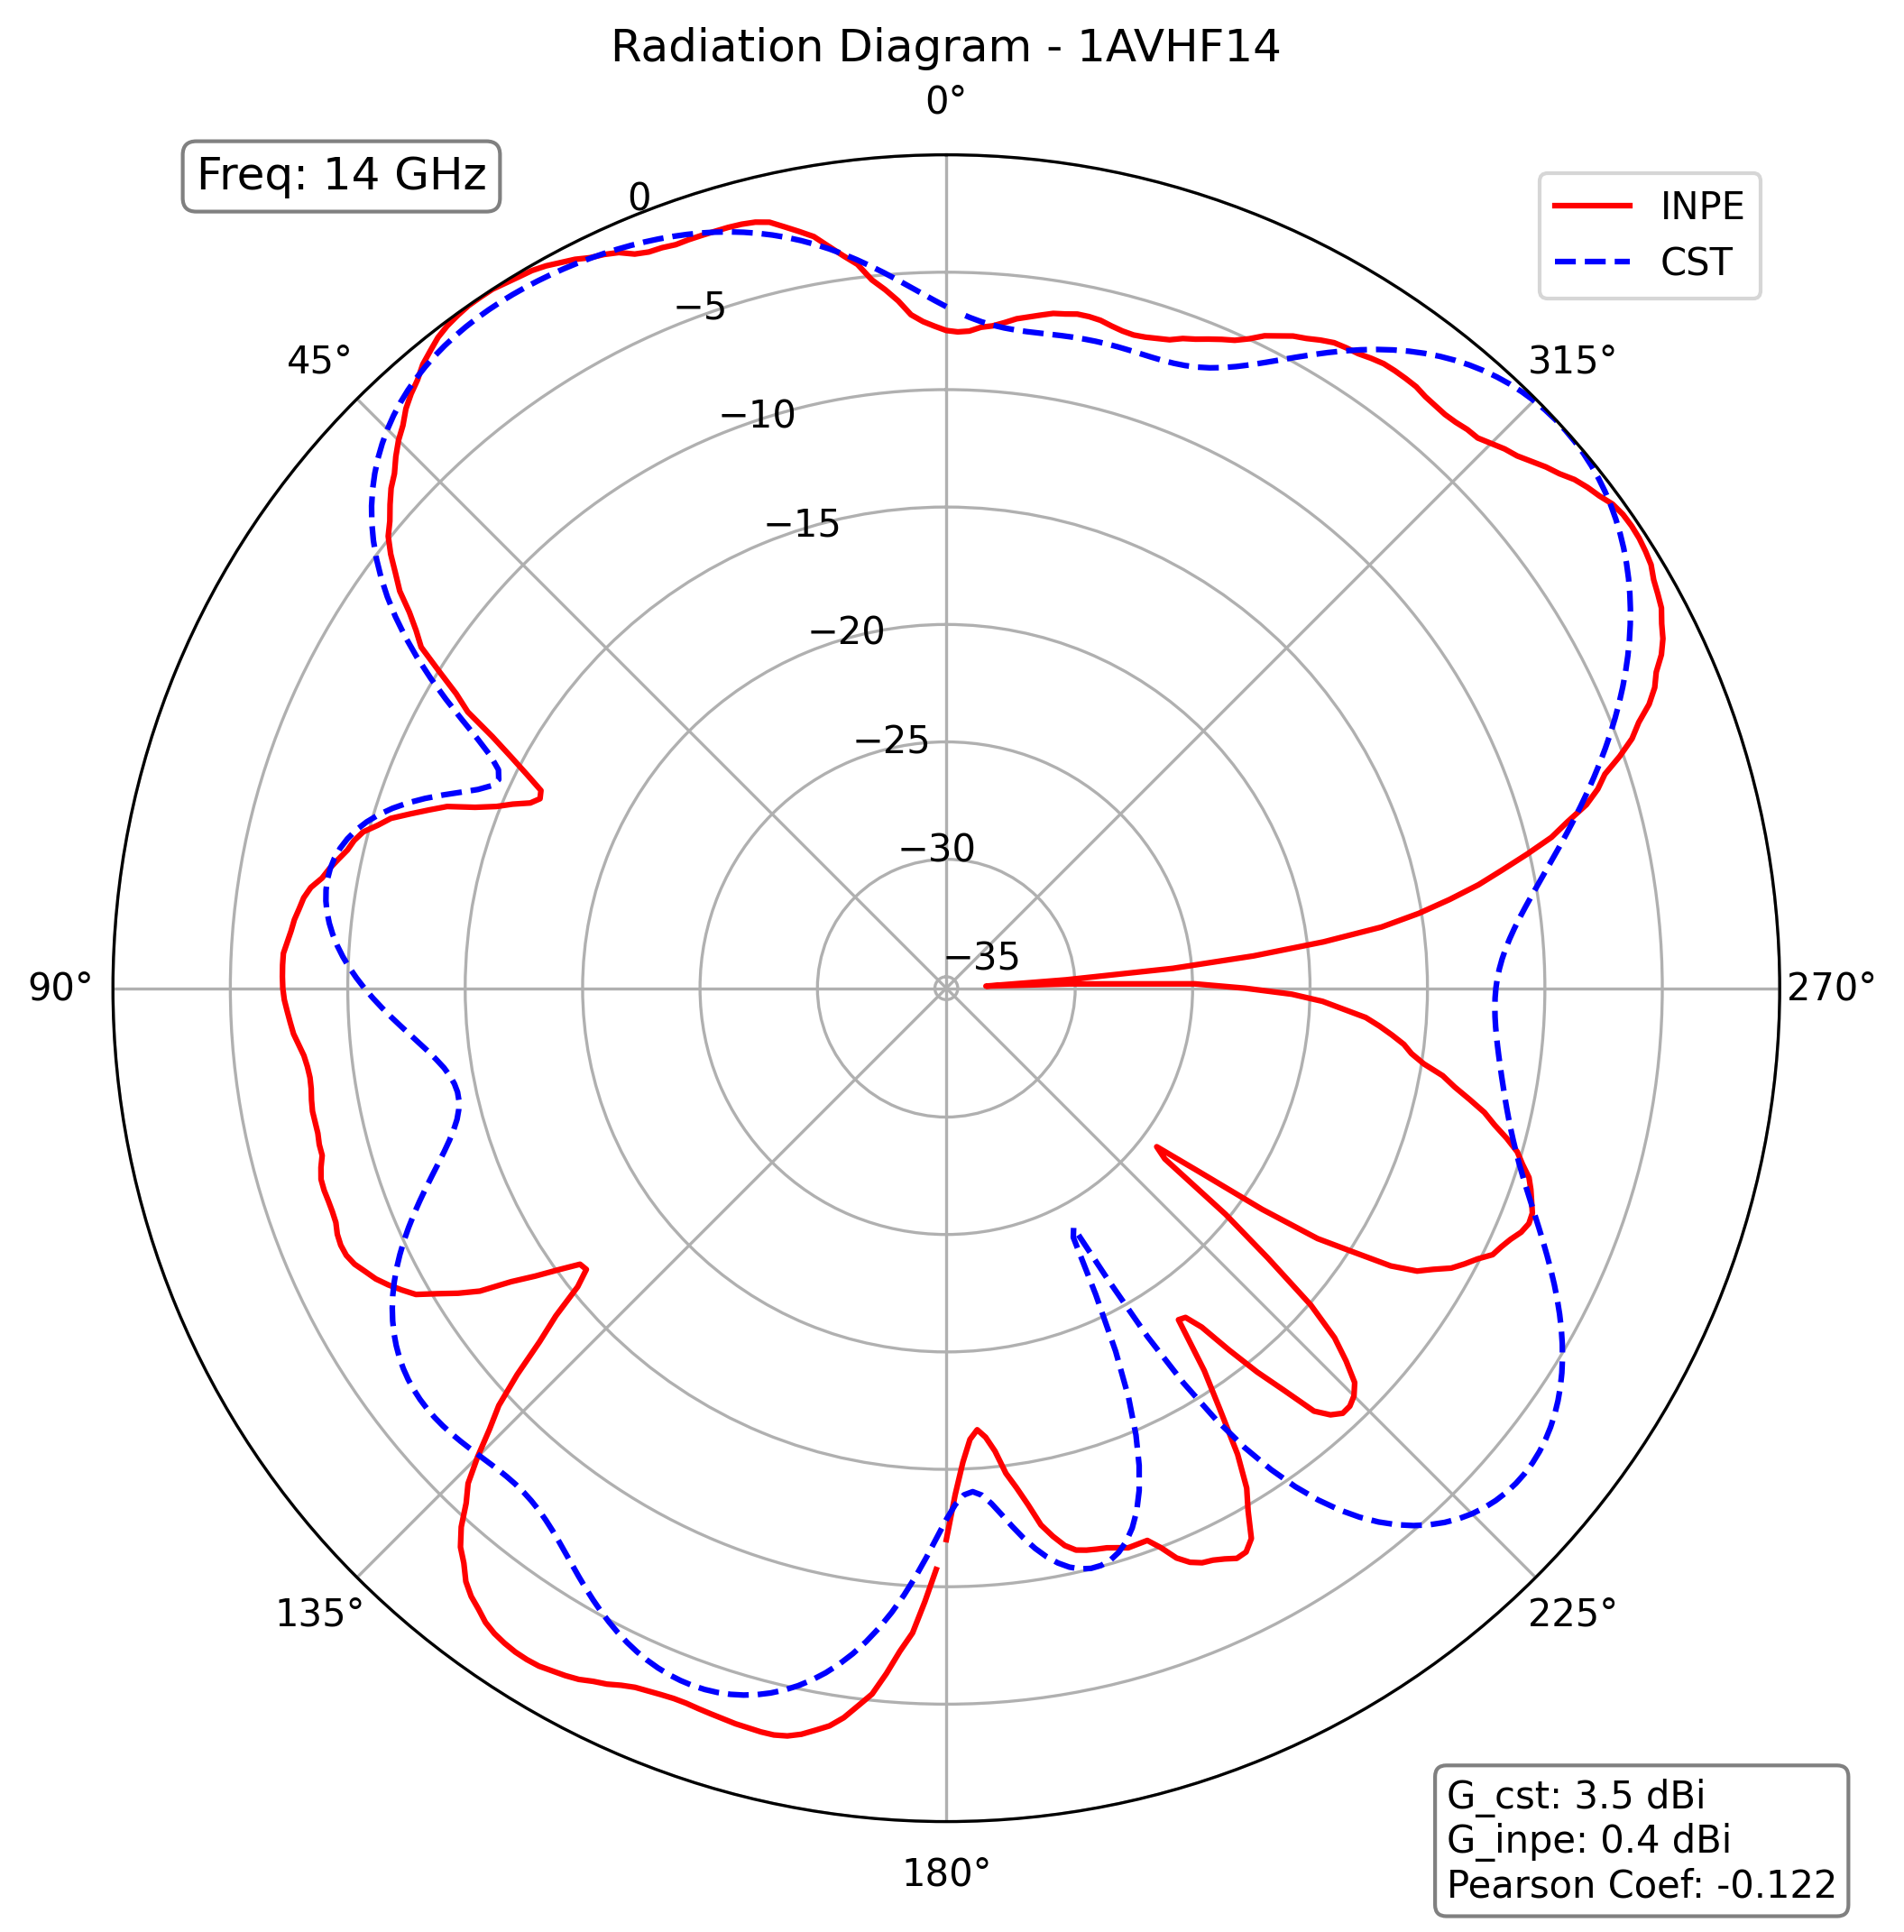 Radiation Diagram - 1AVHF14
0°
Freq: 14 GHz
INPE
CST
0
−5
45°
315°
−10
−15
−20
−25
−30
−35
90°
270°
135°
225°
180°
G_cst: 3.5 dBi
G_inpe: 0.4 dBi
Pearson Coef: -0.122